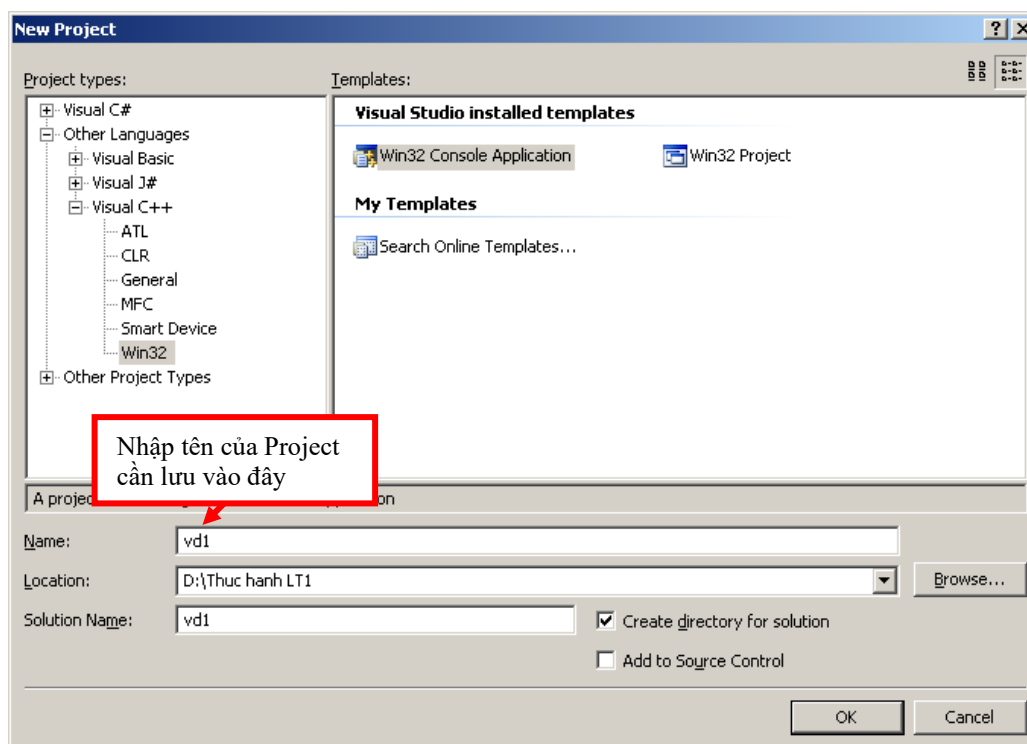 New Project
Project types:
Templates:
Visual C#
Other Languages
Visual Basic
Visual J#
Visual C++
ATL
CLR
General
MFC
Smart Device
Win32
Other Project Types
Visual Studio installed templates
Win32 Console Application
Win32 Project
My Templates
Search Online Templates...
Nhập tên của Project
cần lưu vào đây
A
Name:
vd1
Location:
D:\Thuc hanh LT1
Browse...
Solution Name:
vd1
Create directory for solution
Add to Source Control
OK
Cancel